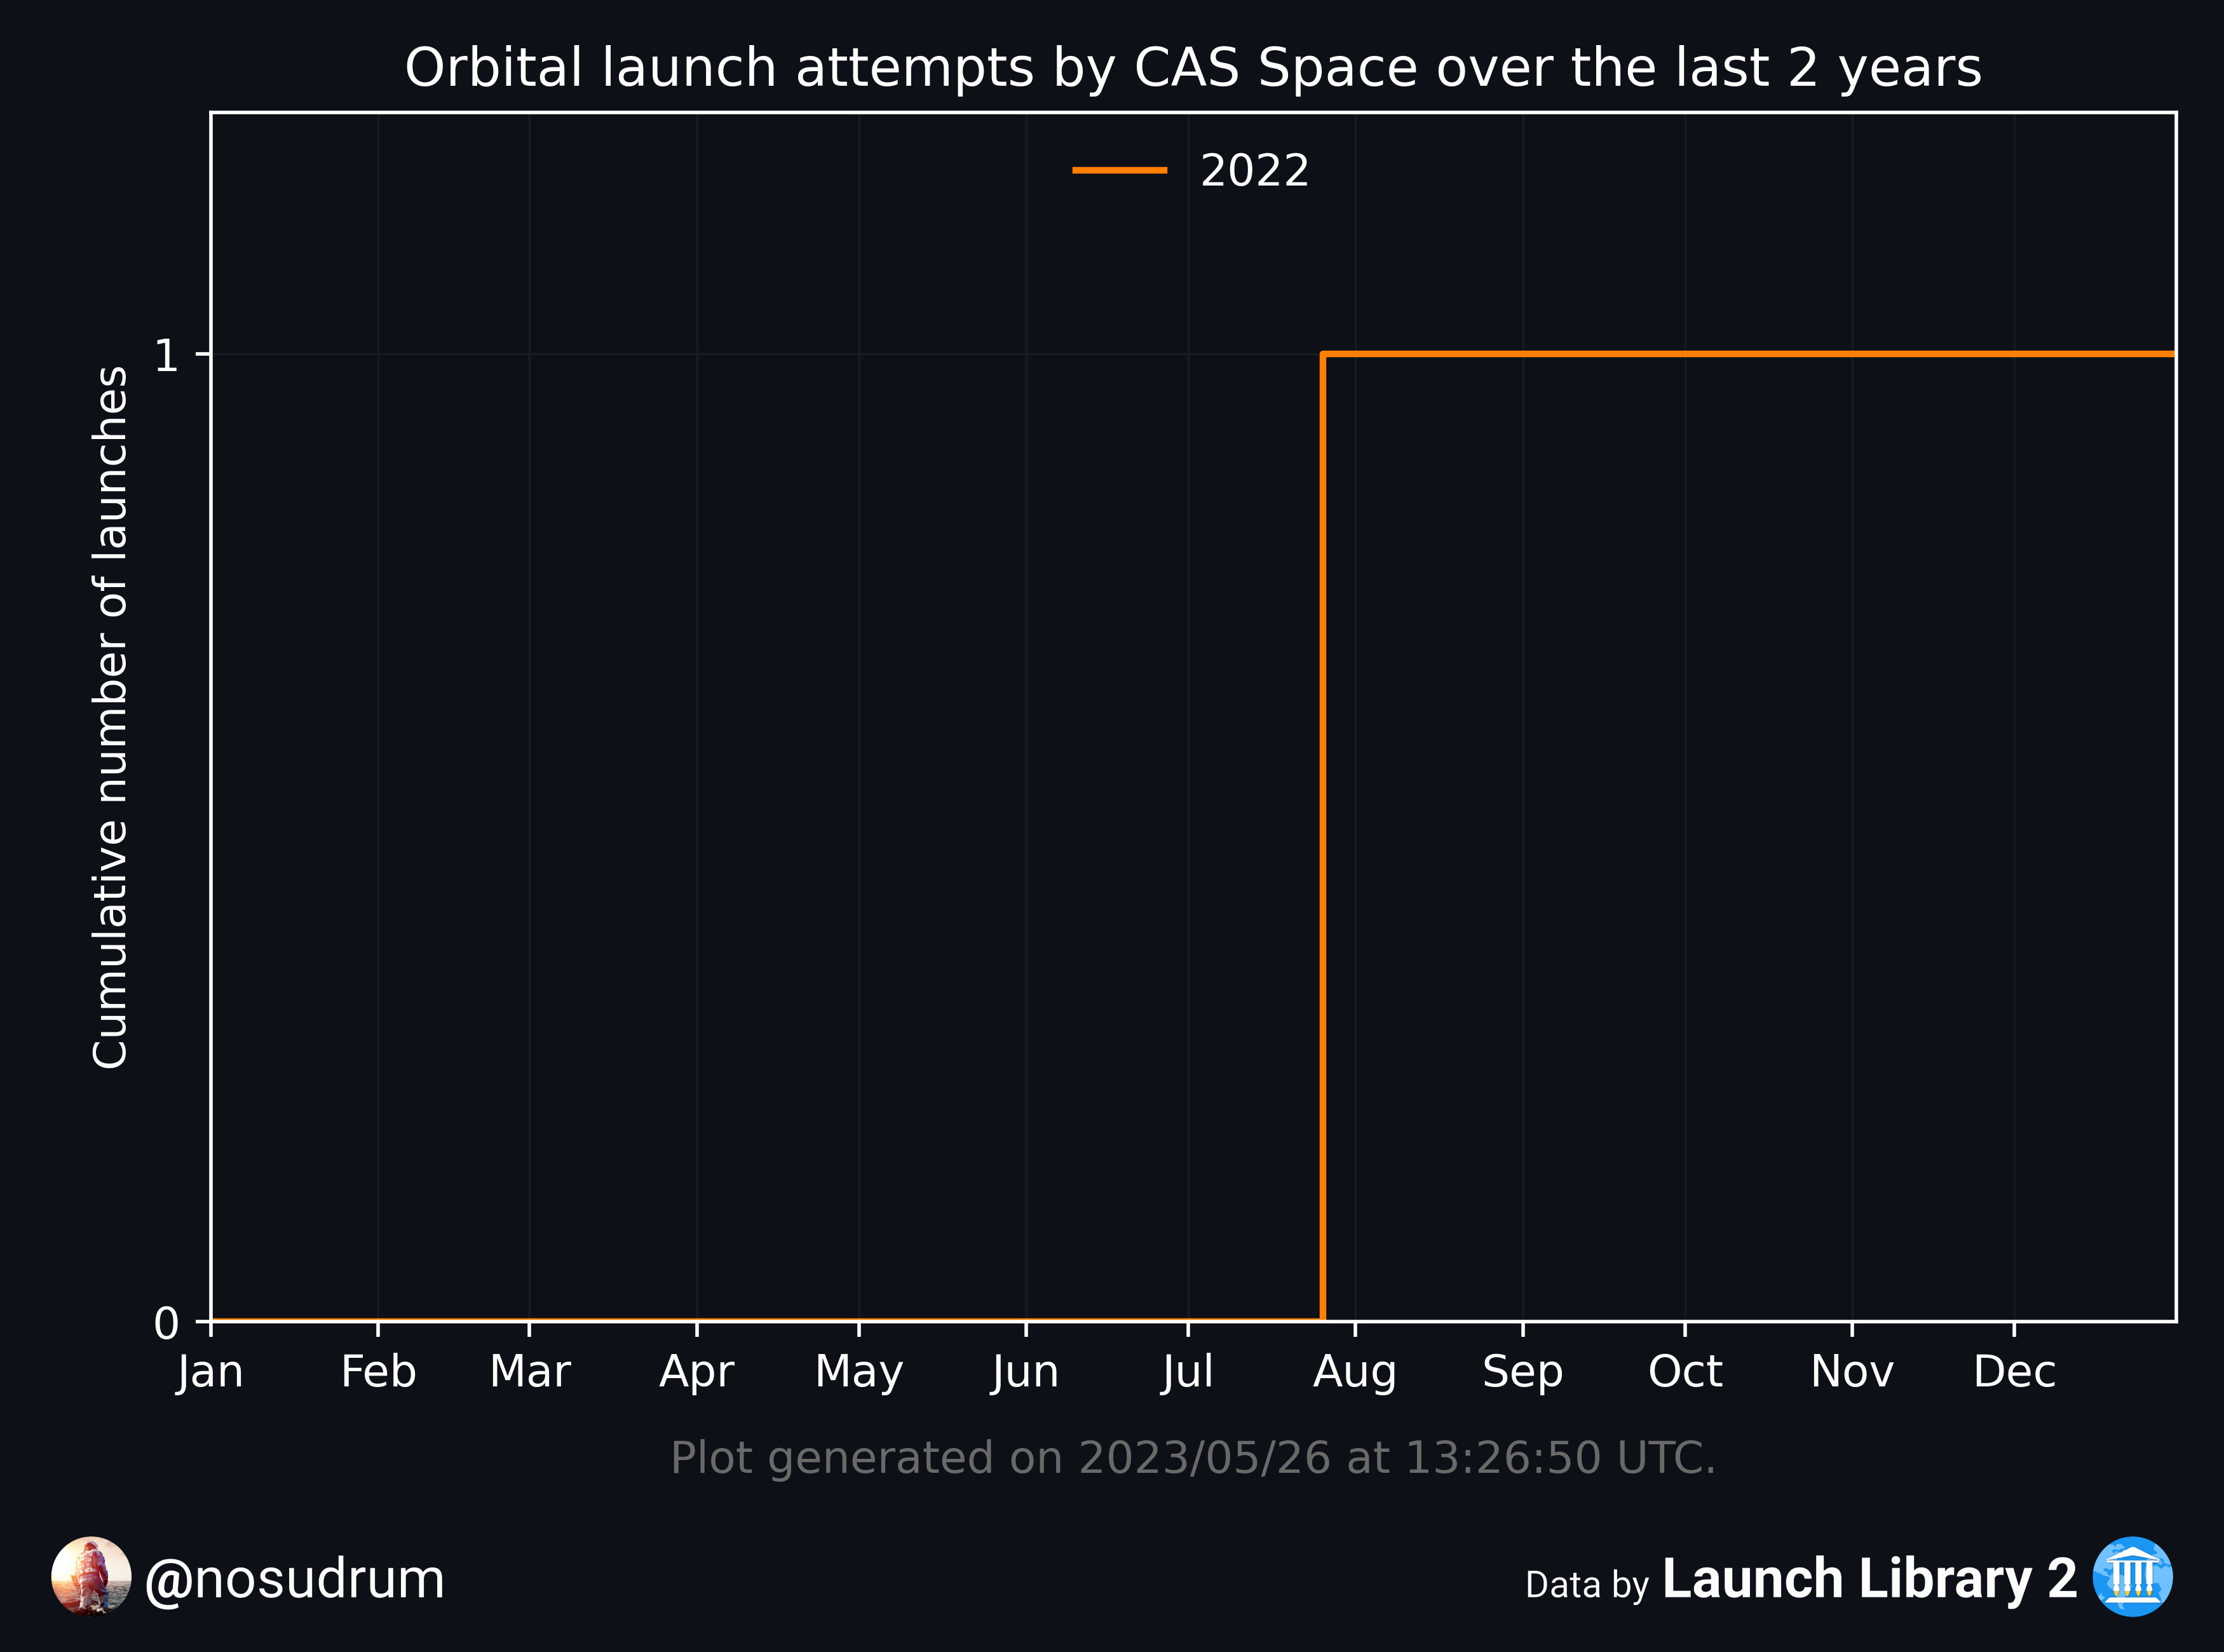 Orbital launch attempts by CAS Space over the last 2 years
2022
Cumulative number of launches
1
0
Jan Feb Mar Apr May Jun Jul Aug Sep Oct Nov Dec
Plot generated on 2023/05/26 at 13:26:50 UTC.
@nosudrum
Data by Launch Library 2